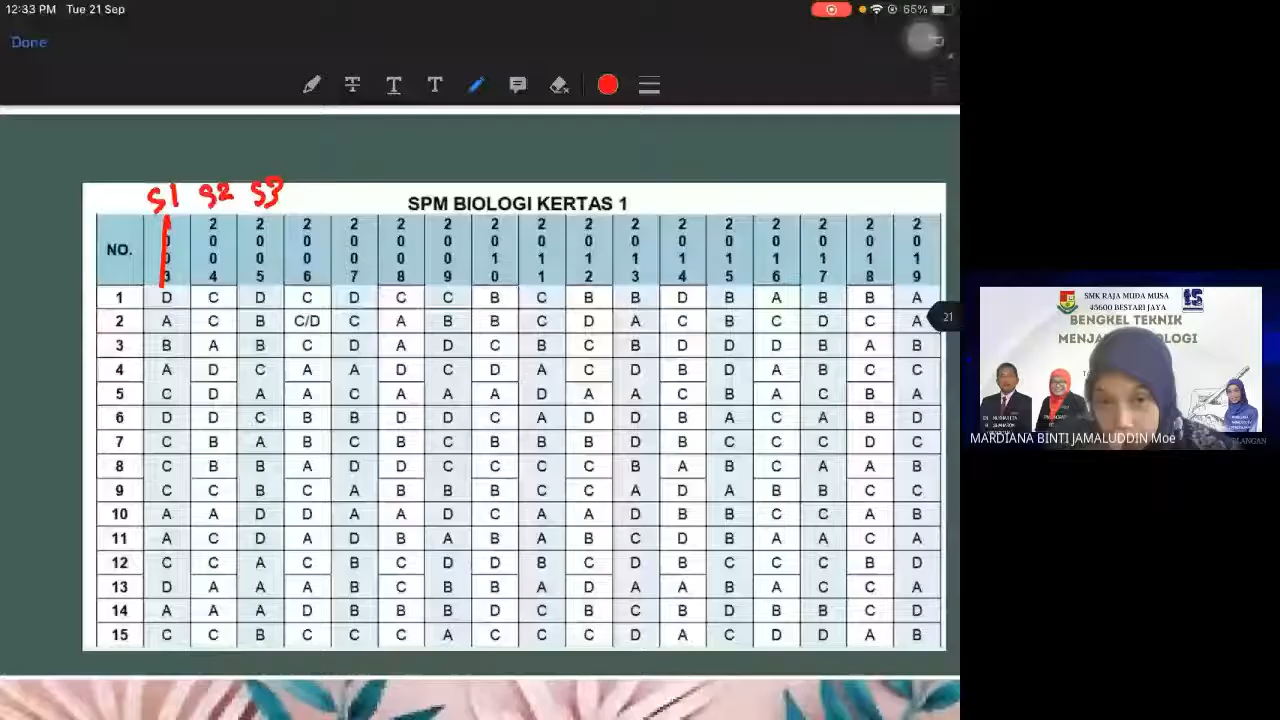 12:33 PM Tue 21 Sep
65%
Done
S1 S2 S3
SPM BIOLOGI KERTAS 1
NO. 2004 2005 2006 2007 2008 2009 2010 2011 2012 2013 2014 2015 2016 2017 2018 2019
1 D C D C D C C B C B B D B A B B A
2 A C B C/D C A B B C D A C B C D C A
3 B A B C D A D C B C B D D D B A B
4 A D C A A D C D A C D B D A B C C
5 C D A A C A A A D A A C B A C B A
6 D D C B B D D C A D D B A C A B D
7 C B A B C B C B B B D B C C C D C
8 C B B A D D C C C C B A B C A A B
9 C C B C A B B B C C A D A B B C C
10 A A D D A A D C A A D B B C C A B
11 A C D A D B A B A B C D B A A C A
12 C C A C B C D D B C D B C C C B D
13 D A A A B C B B A D A A B A C C A
14 A A A D B B B D C B C B D B B C D
15 C C B C C C A C C C D A C D D A B
21
SMK RAJA MUDA MUSA
45600 BESTARI JAYA
BENGKEL TEKNIK
MARDIANA BINTI JAMALUDDIN Moe